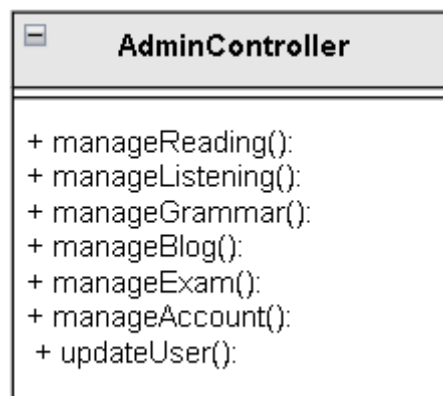 AdminController
+ manageReading():
+ manageListening():
+ manageGrammar():
+ manageBlog():
+ manageExam():
+ manageAccount():
+ updateUser():